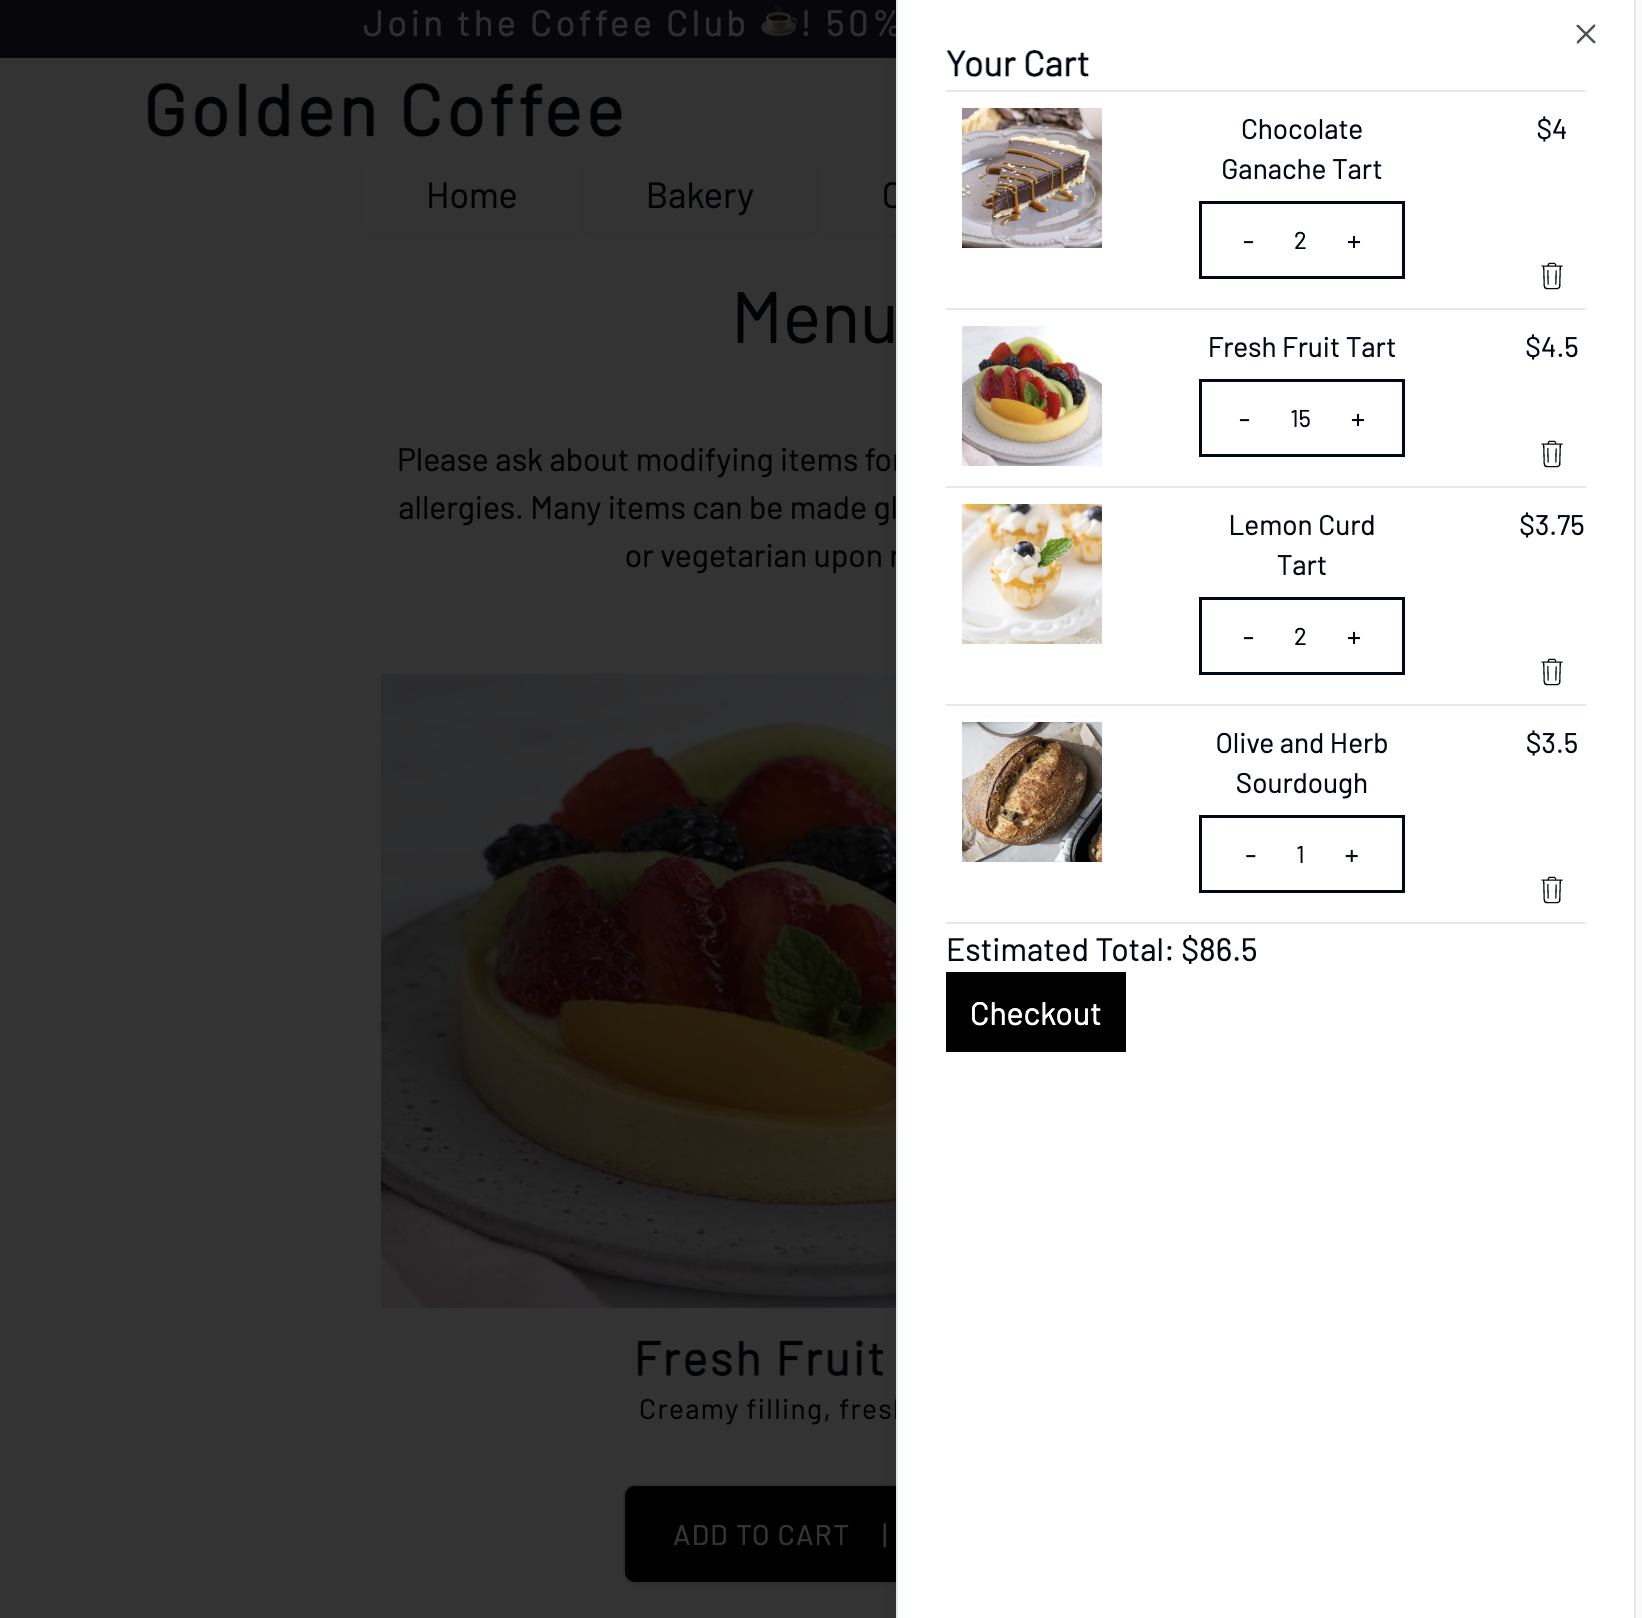 Join the Coffee Club ☕! 50%
Golden Coffee
Home Bakery
Menu
Please ask about modifying items for
allergies. Many items can be made
or vegetarian upon
Fresh Fruit
Creamy filling,
ADD TO CART |
Your Cart
Chocolate
Ganache Tart
$4
- 2 +
Fresh Fruit Tart
$4.5
- 15 +
Lemon Curd
Tart
$3.75
- 2 +
Olive and Herb
Sourdough
$3.5
- 1 +
Estimated Total: $86.5
Checkout